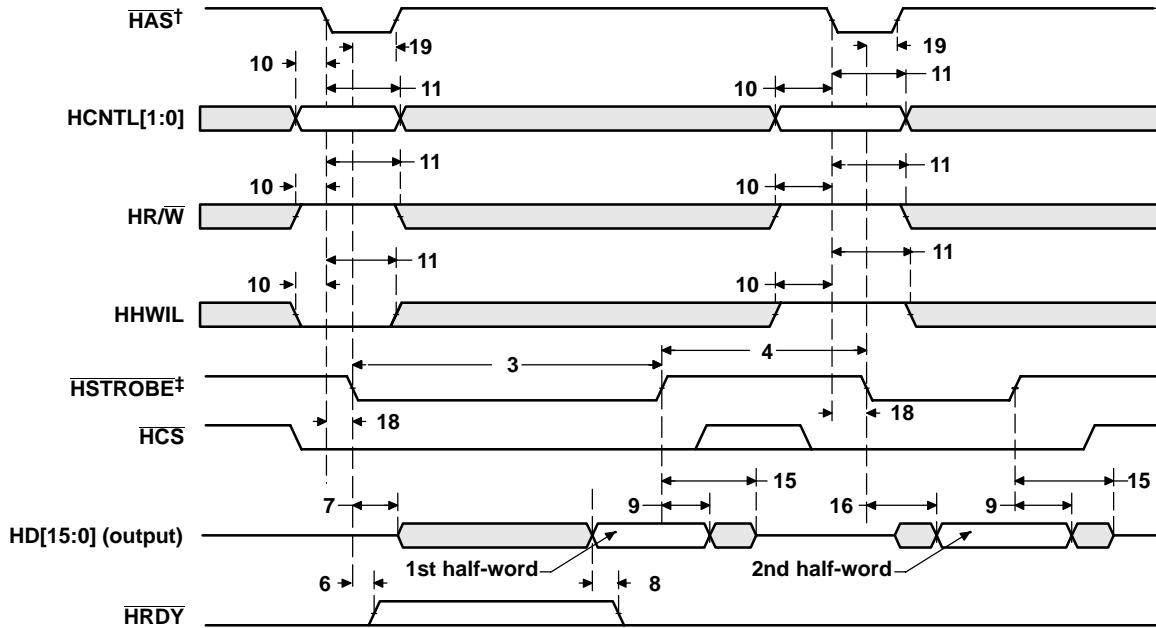 HAS†
19
19
10
11
10
11
HCNTL[1:0]
11
11
10
10
HR/W
11
11
10
10
HHWIL
3
4
HSTROBE‡
18
18
HCS
7
9
15
16
9
15
HD[15:0] (output)
1st half-word
2nd half-word
6
8
HRDY